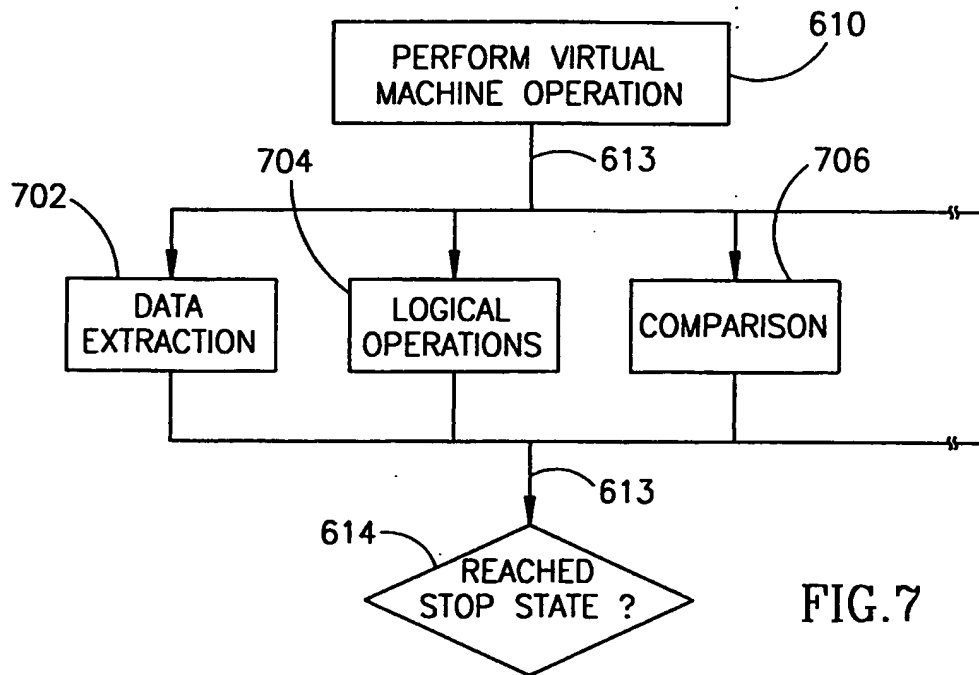 610
PERFORM VIRTUAL
MACHINE OPERATION
613
704
706
702
DATA
EXTRACTION
LOGICAL
OPERATIONS
COMPARISON
613
614
REACHED
STOP STATE ?
FIG.7